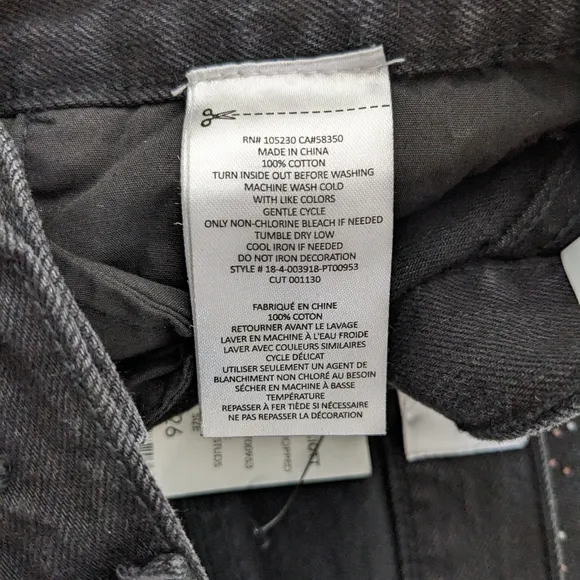 RN# 105230 CA#58350
MADE IN CHINA
100% COTTON
TURN INSIDE OUT BEFORE WASHING
MACHINE WASH COLD
WITH LIKE COLORS
GENTLE CYCLE
ONLY NON-CHLORINE BLEACH IF NEEDED
TUMBLE DRY LOW
COOL IRON IF NEEDED
DO NOT IRON DECORATION
STYLE # 18-4-003918-PT00953
CUT 001130
FABRIQUÉ EN CHINE
100% COTON
RETOURNER AVANT LE LAVAGE
LAVER EN MACHINE À L'EAU FROIDE
LAVER AVEC COULEURS SIMILAIRES
CYCLE DÉLICAT
UTILISER SEULEMENT UN AGENT DE
BLANCHIMENT NON CHLORÉ AU BESOIN
SÉCHER EN MACHINE À BASSE
TEMPÉRATURE
REPASSER À FER TIÈDE SI NÉCESSAIRE
NE PAS REPASSER LA DÉCORATION
STUDS